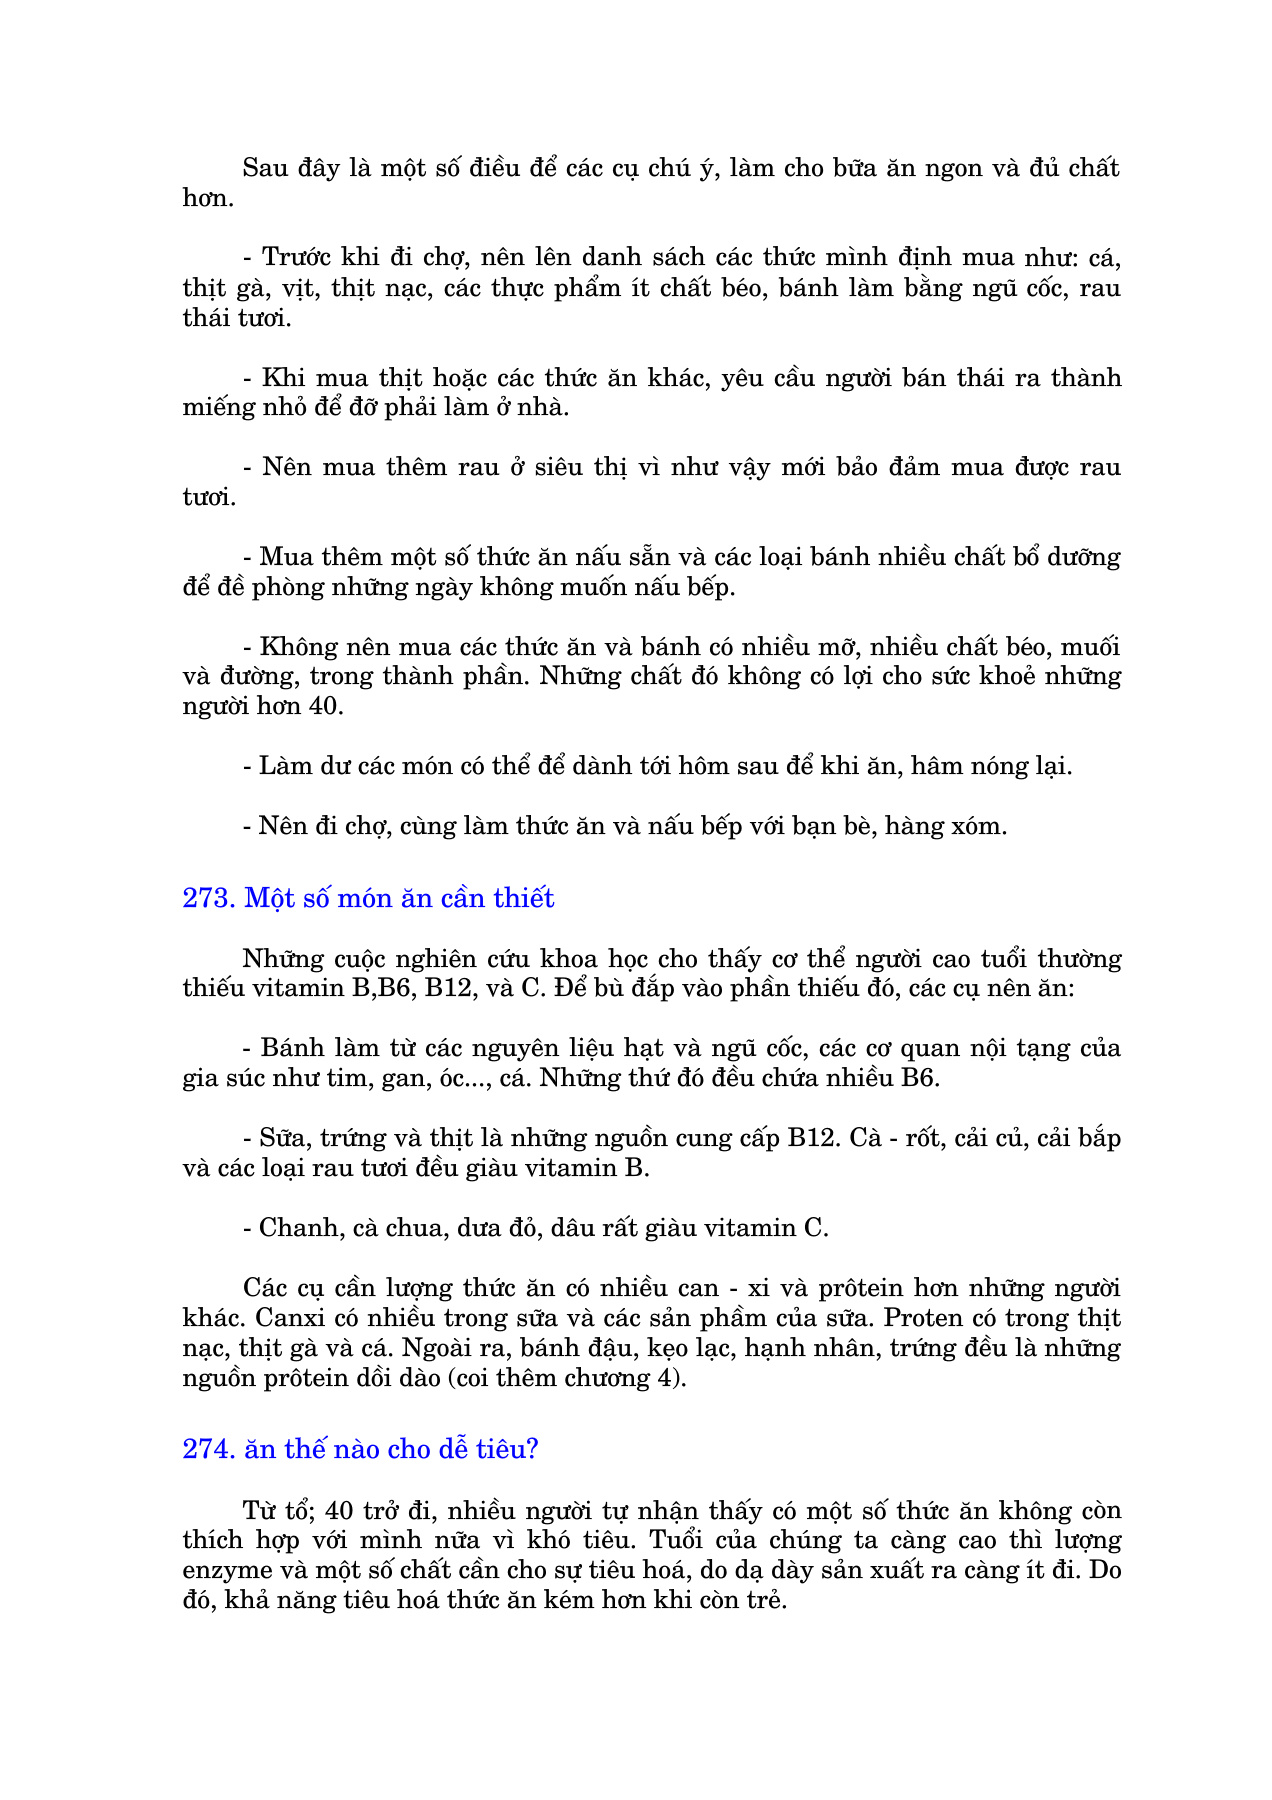 Sau đây là một số điều để các cụ chú ý, làm cho bữa ăn ngon và đủ chất
hơn.
- Trước khi đi chợ, nên lên danh sách các thức mình định mua như: cá,
thịt gà, vịt, thịt nạc, các thực phẩm ít chất béo, bánh làm bằng ngũ cốc, rau
thái tươi.
- Khi mua thịt hoặc các thức ăn khác, yêu cầu người bán thái ra thành
miếng nhỏ để đỡ phải làm ở nhà.
- Nên mua thêm rau ở siêu thị vì như vậy mới bảo đảm mua được rau
tươi.
- Mua thêm một số thức ăn nấu sẵn và các loại bánh nhiều chất bổ dưỡng
để đề phòng những ngày không muốn nấu bếp.
- Không nên mua các thức ăn và bánh có nhiều mỡ, nhiều chất béo, muối
và đường, trong thành phần. Những chất đó không có lợi cho sức khoẻ những
người hơn 40.
- Làm dư các món có thể để dành tới hôm sau để khi ăn, hâm nóng lại.
- Nên đi chợ, cùng làm thức ăn và nấu bếp với bạn bè, hàng xóm.
273. Một số món ăn cần thiết
Những cuộc nghiên cứu khoa học cho thấy cơ thể người cao tuổi thường
thiếu vitamin B,B6, B12, và C. Để bù đắp vào phần thiếu đó, các cụ nên ăn:
- Bánh làm từ các nguyên liệu hạt và ngũ cốc, các cơ quan nội tạng của
gia súc như tim, gan, óc..., cá. Những thứ đó đều chứa nhiều B6.
- Sữa, trứng và thịt là những nguồn cung cấp B12. Cà - rốt, cải củ, cải bắp
và các loại rau tươi đều giàu vitamin B.
- Chanh, cà chua, dưa đỏ, dâu rất giàu vitamin C.
Các cụ cần lượng thức ăn có nhiều can - xi và prôtein hơn những người
khác. Canxi có nhiều trong sữa và các sản phầm của sữa. Proten có trong thịt
nạc, thịt gà và cá. Ngoài ra, bánh đậu, kẹo lạc, hạnh nhân, trứng đều là những
nguồn prôtein dồi dào (coi thêm chương 4).
274. ăn thế nào cho dễ tiêu?
Từ tổ; 40 trở đi, nhiều người tự nhận thấy có một số thức ăn không còn
thích hợp với mình nữa vì khó tiêu. Tuổi của chúng ta càng cao thì lượng
enzyme và một số chất cần cho sự tiêu hoá, do dạ dày sản xuất ra càng ít đi. Do
đó, khả năng tiêu hoá thức ăn kém hơn khi còn trẻ.